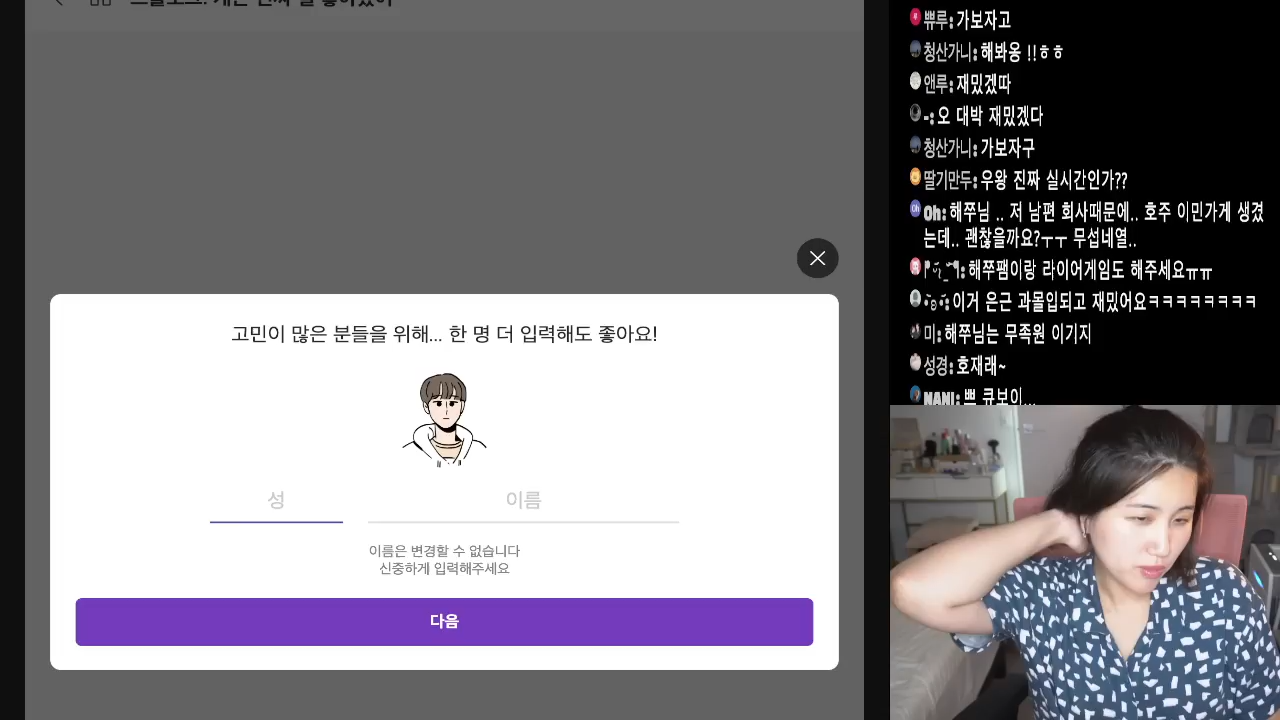 고민이 많은 분들을 위해... 한 명 더 입력해도 좋아요!
성
이름
이름은 변경할 수 없습니다
신중하게 입력해주세요
다음
쀼루: 가보자고
청산가니: 해봐웅 !!ㅎㅎ
앤루: 재밌겠따
-: 오 대박 재밌겠다
청산가니: 가보자구
딸기만두: 우왕 진짜 실시간인가??
Oh: 해쭈님 .. 저 남편 회사때문에.. 호주 이민가게 생겼
는데.. 괜찮을까요?ㅜㅜ 무섭네열..
해쭈팸이랑 라이어게임도 해주세요ㅠㅠ
이거 은근 과몰입되고 재밌어요ㅋㅋㅋㅋㅋㅋㅋㅋ
미: 해쭈님는 무족원 이기지
성경: 호재래~
NANI: 쁘 큐보이...